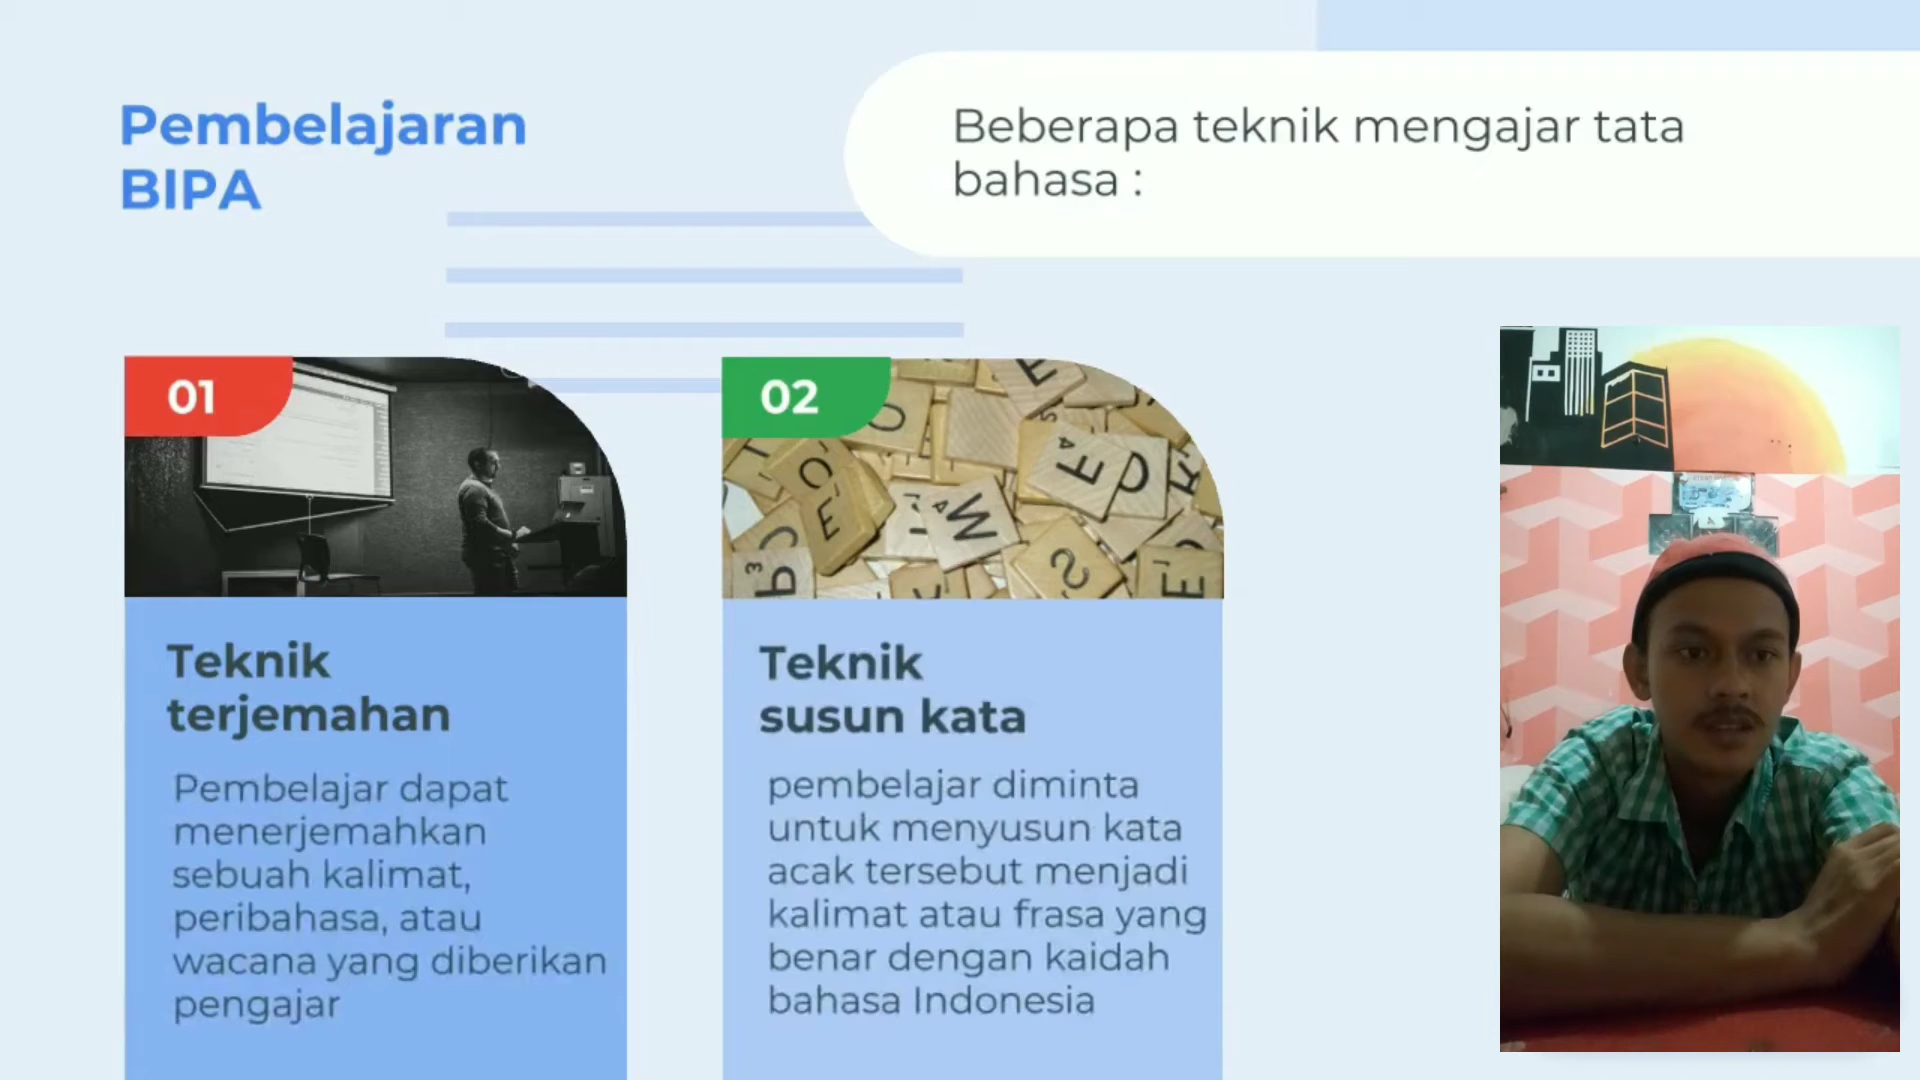 Pembelajaran
BIPA
Beberapa teknik mengajar tata
bahasa :
01
Teknik
terjemahan
Pembelajar dapat
menerjemahkan
sebuah kalimat,
peribahasa, atau
wacana yang diberikan
pengajar
02
Teknik
susun kata
pembelajar diminta
untuk menyusun kata
acak tersebut menjadi
kalimat atau frasa yang
benar dengan kaidah
bahasa Indonesia